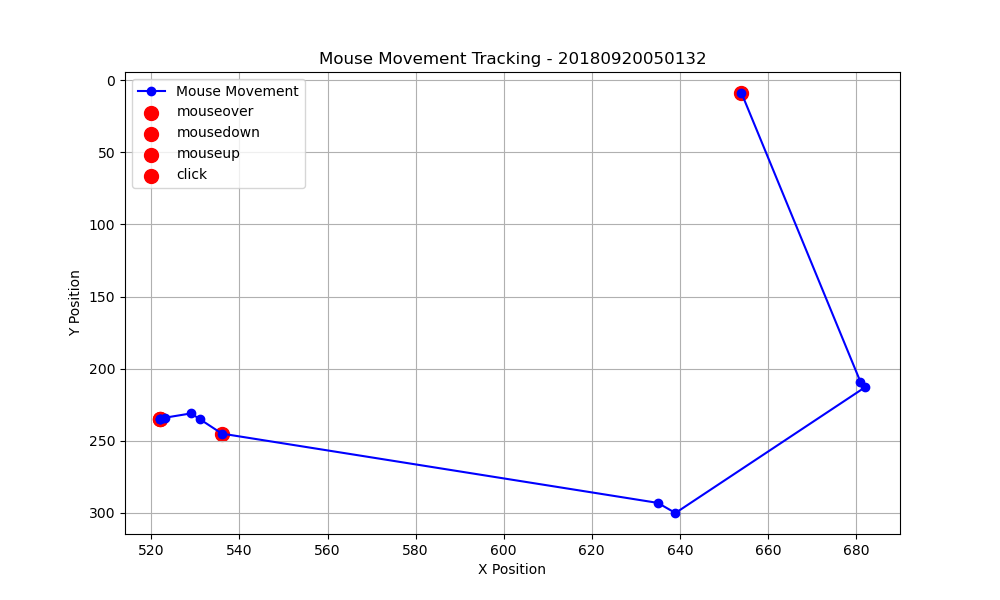 Mouse Movement Tracking - 20180920050132
Mouse Movement
mouseover
mousedown
mouseup
click
Y Position
0
50
100
150
200
250
300
520 540 560 580 600 620 640 660 680
X Position